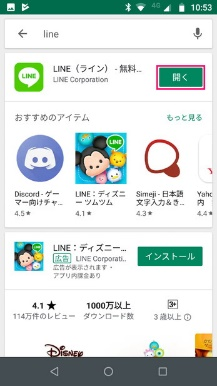 4G 10:53
line
LINE
LINE（ライン） - 無料...
LINE Corporation
開く
おすすめのアイテム
もっと見る
Discord - ゲー
マー向けチャ...
4.5★
LINE：ディズニ
ー ツムツム
4.1★
Simeji - 日本語
文字入力＆き...
4.3★
Y
Yaho
ウ
4.4★
LINE：ディズニー...
広告 LINE Corporati...
広告が表示されます・
アプリ内課金あり
インストール
4.1 ★
114万件のレビュー
1000万以上
ダウンロード数
3+
3 歳以上
Disney